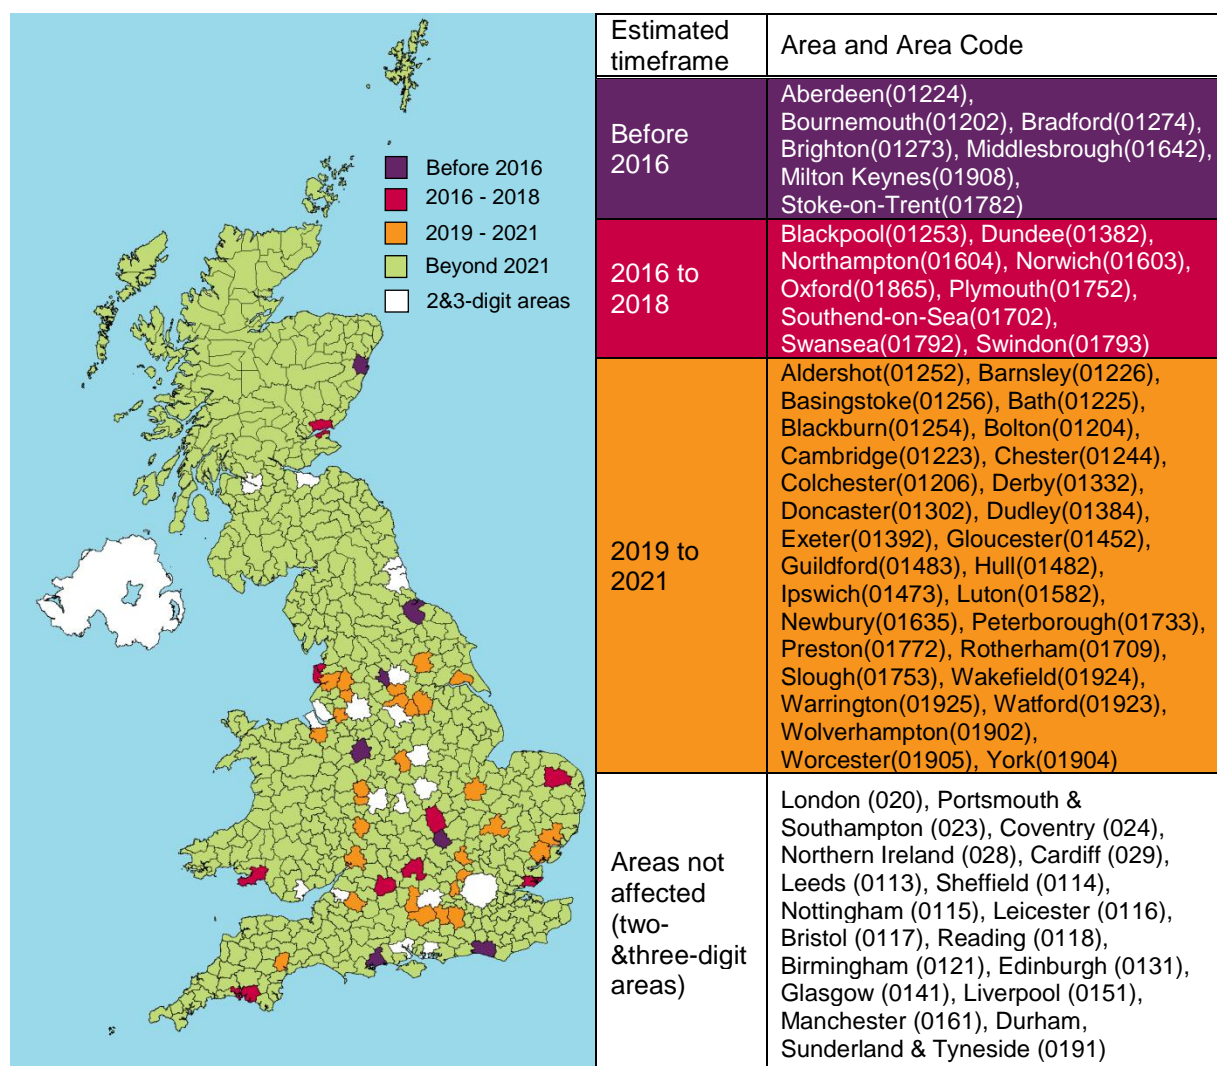 Before 2016
2016 - 2018
2019 - 2021
Beyond 2021
2&3-digit areas
Estimated
timeframe
Area and Area Code
Before
2016
Aberdeen(01224),
Bournemouth(01202), Bradford(01274),
Brighton(01273), Middlesbrough(01642),
Milton Keynes(01908),
Stoke-on-Trent(01782)
2016 to
2018
Blackpool(01253), Dundee(01382),
Northampton(01604), Norwich(01603),
Oxford(01865), Plymouth(01752),
Southend-on-Sea(01702),
Swansea(01792), Swindon(01793)
2019 to
2021
Aldershot(01252), Barnsley(01226),
Basingstoke(01256), Bath(01225),
Blackburn(01254), Bolton(01204),
Cambridge(01223), Chester(01244),
Colchester(01206), Derby(01332),
Doncaster(01302), Dudley(01384),
Exeter(01392), Gloucester(01452),
Guildford(01483), Hull(01482),
Ipswich(01473), Luton(01582),
Newbury(01635), Peterborough(01733),
Preston(01772), Rotherham(01709),
Slough(01753), Wakefield(01924),
Warrington(01925), Watford(01923),
Wolverhampton(01902),
Worcester(01905), York(01904)
Areas not
affected
(two-
&three-digit
areas)
London (020), Portsmouth &
Southampton (023), Coventry (024),
Northern Ireland (028), Cardiff (029),
Leeds (0113), Sheffield (0114),
Nottingham (0115), Leicester (0116),
Bristol (0117), Reading (0118),
Birmingham (0121), Edinburgh (0131),
Glasgow (0141), Liverpool (0151),
Manchester (0161), Durham,
Sunderland & Tyneside (0191)